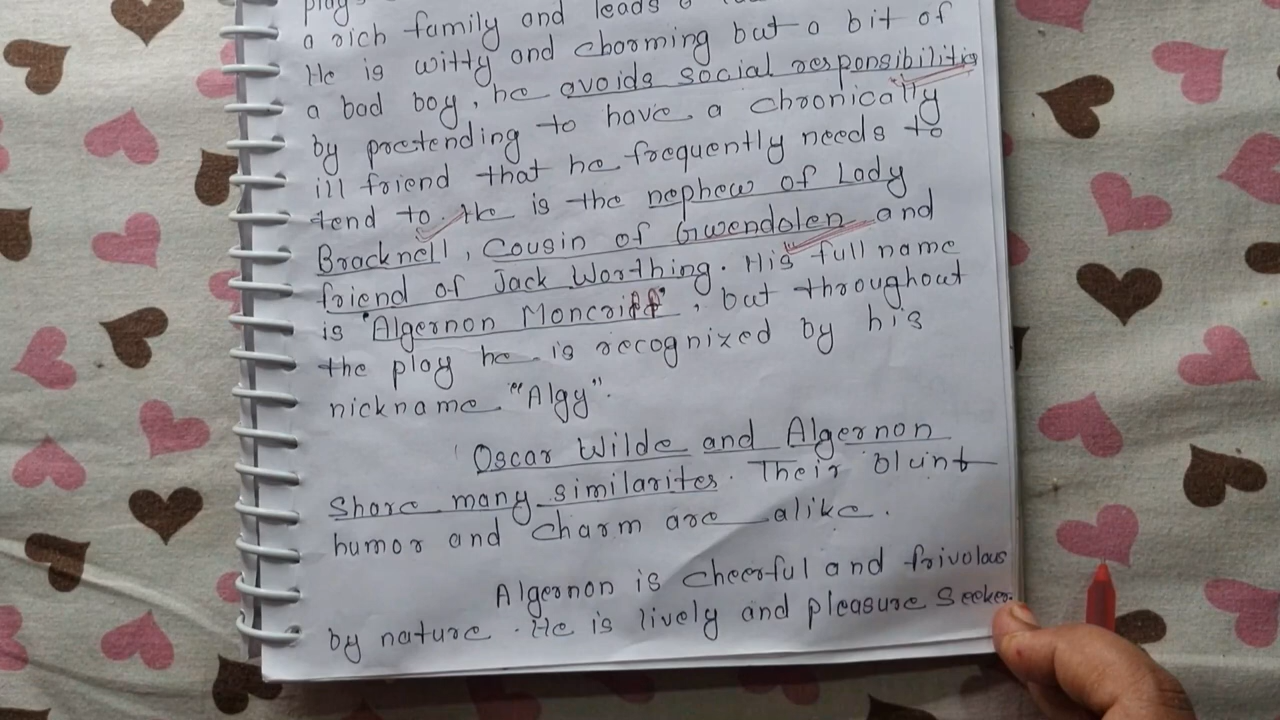 a rich family and leads a
He is witty and charming but a bit of
a bad boy, he avoids social responsibilitie
by pretending to have a chronically
ill friend that he frequently needs to
tend to. He is the nephew of Lady
Bracknell, Cousin of Gwendolen and
friend of Jack Worthing. His full name
is "Algernon Moncriff", but throughout
the play he is recognized by his
nickname "Algy".
Oscar Wilde and Algernon
share many similarites. Their blunt
humor and charm are alike.
Algernon is cheerful and frivolous
by nature. He is lively and pleasure seeker.